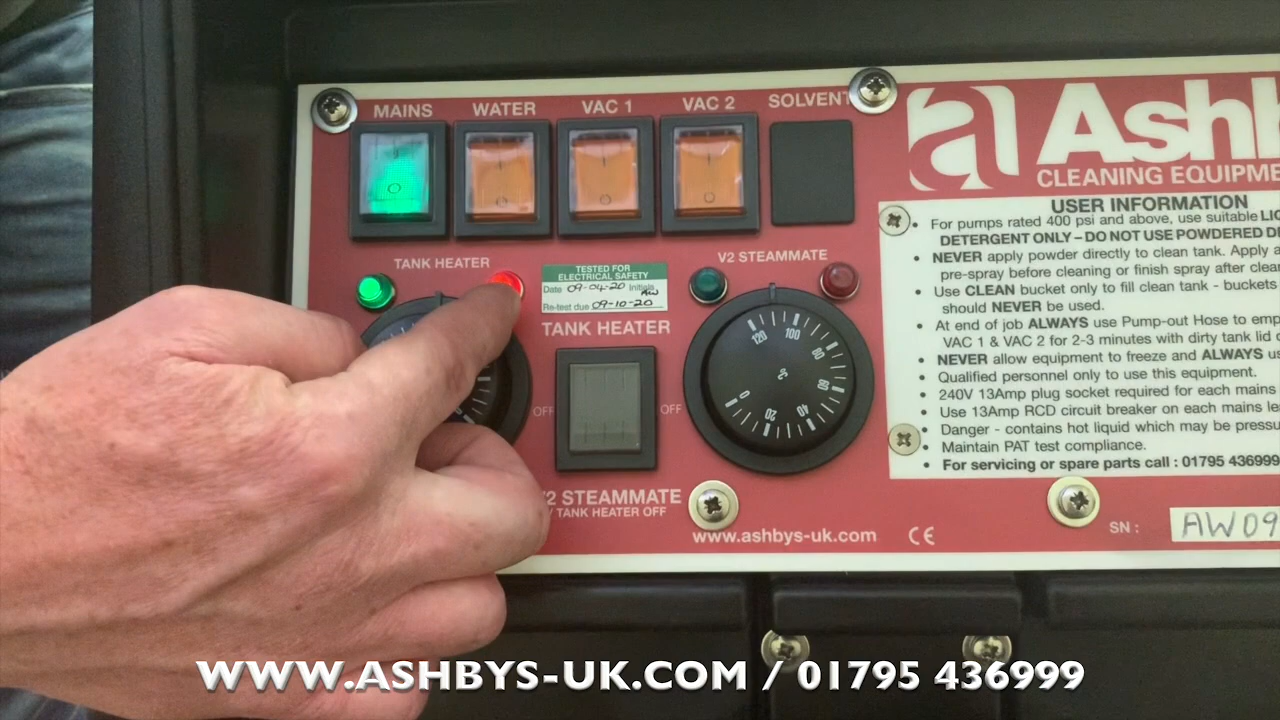 MAINS
WATER
VAC 1
VAC 2
SOLVENT
a
CLEANING EQUIPME
USER INFORMATION
• For pumps rated 400 psi and above, use suitable
DETERGENT ONLY – DO NOT USE POWDERED
• NEVER apply powder directly to clean tank. Apply
pre-spray before cleaning or finish spray after
• Use CLEAN bucket only to fill clean tank - buckets
should NEVER be used.
• At end of job ALWAYS use Pump-out Hose to
VAC 1 & VAC 2 for 2-3 minutes with dirty tank lid
• NEVER allow equipment to freeze and ALWAYS
• Qualified personnel only to use this equipment.
• 240V 13Amp plug socket required for each mains
• Use 13Amp RCD circuit breaker on each mains
• Danger - contains hot liquid which may be
• Maintain PAT test compliance.
• For servicing or spare parts call : 01795 436999
TANK HEATER
V2 STEAMMATE
TESTED FOR
ELECTRICAL SAFETY
Date 09-04-20 Initials
Re-test due 09-10-20
TANK HEATER
OFF
OFF
V2 STEAMMATE
/ TANK HEATER OFF
0 20 40 60 80 100 120
°C
www.ashbys-uk.com
CE
SN :
AW09
WWW.ASHBYS-UK.COM / 01795 436999